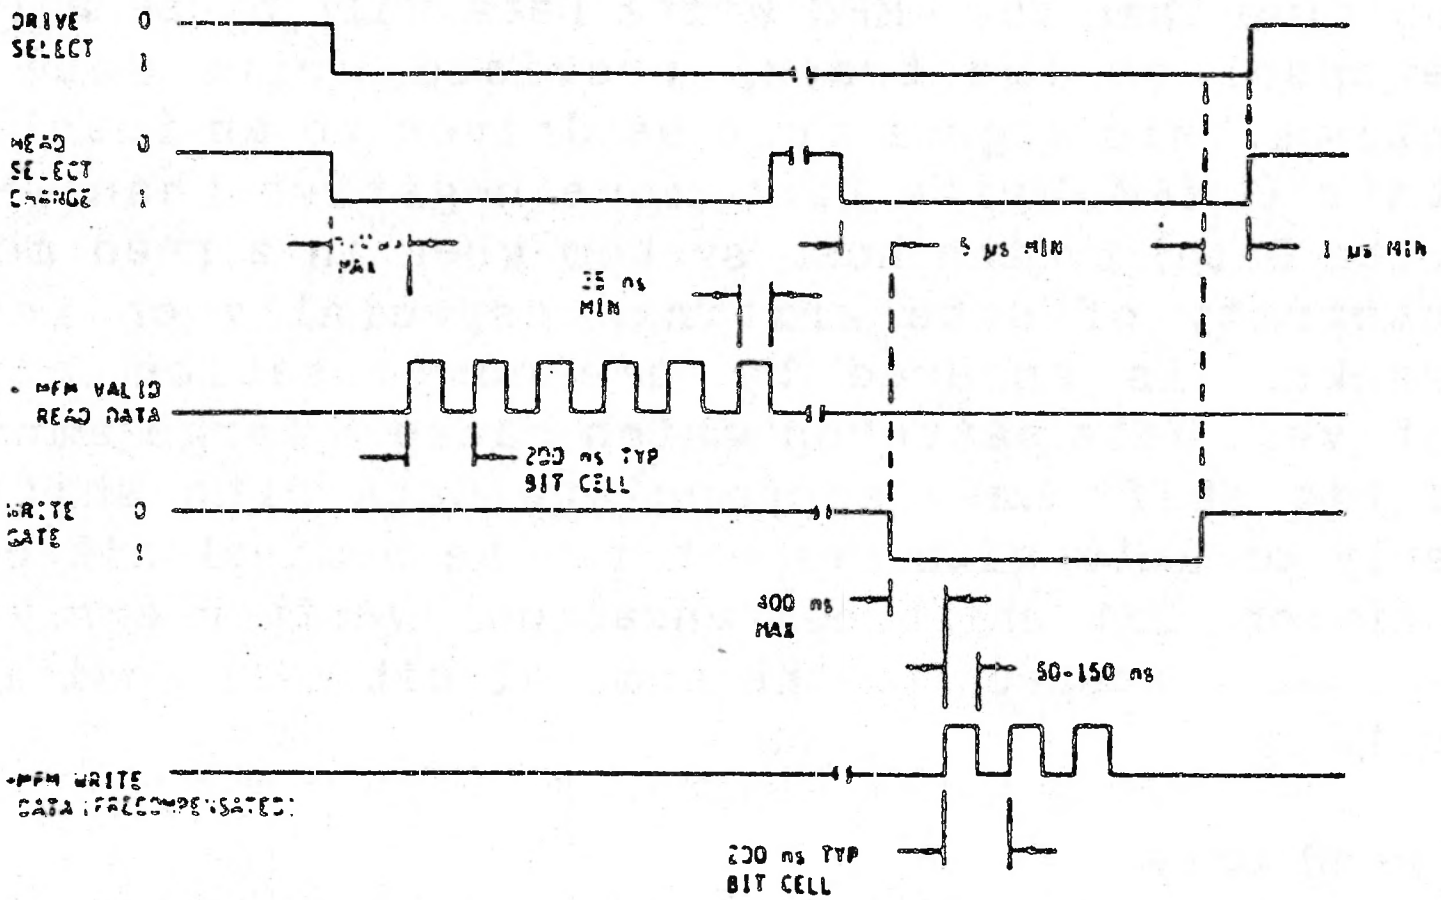 DRIVE 0
SELECT 1
HEAD 0
SELECT
CHANGE 1
MAX
5 µs MIN
1 µs MIN
25 ns
MIN
MFM VALID
READ DATA
200 ns TYP
BIT CELL
WRITE 0
GATE 1
400 ns
MAX
50-150 ns
+MFM WRITE
DATA (PRECOMPENSATED)
200 ns TYP
BIT CELL